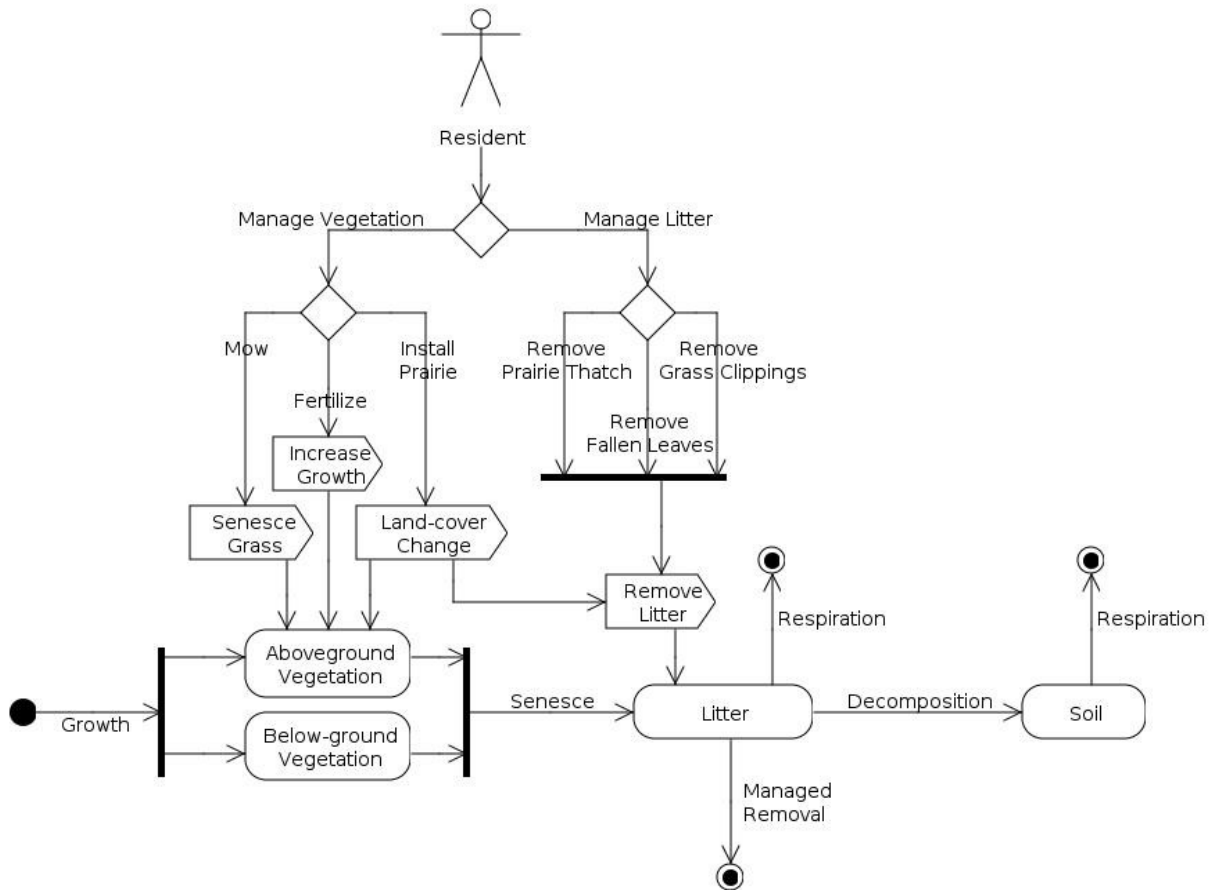 Resident
Manage Vegetation
Manage Litter
Mow
Install
Prairie
Remove
Prairie Thatch
Remove
Grass Clippings
Fertilize
Remove
Fallen Leaves
Increase
Growth
Senesce
Grass
Land-cover
Change
Remove
Litter
Respiration
Respiration
Aboveground
Vegetation
Growth
Senesce
Litter
Decomposition
Soil
Below-ground
Vegetation
Managed
Removal